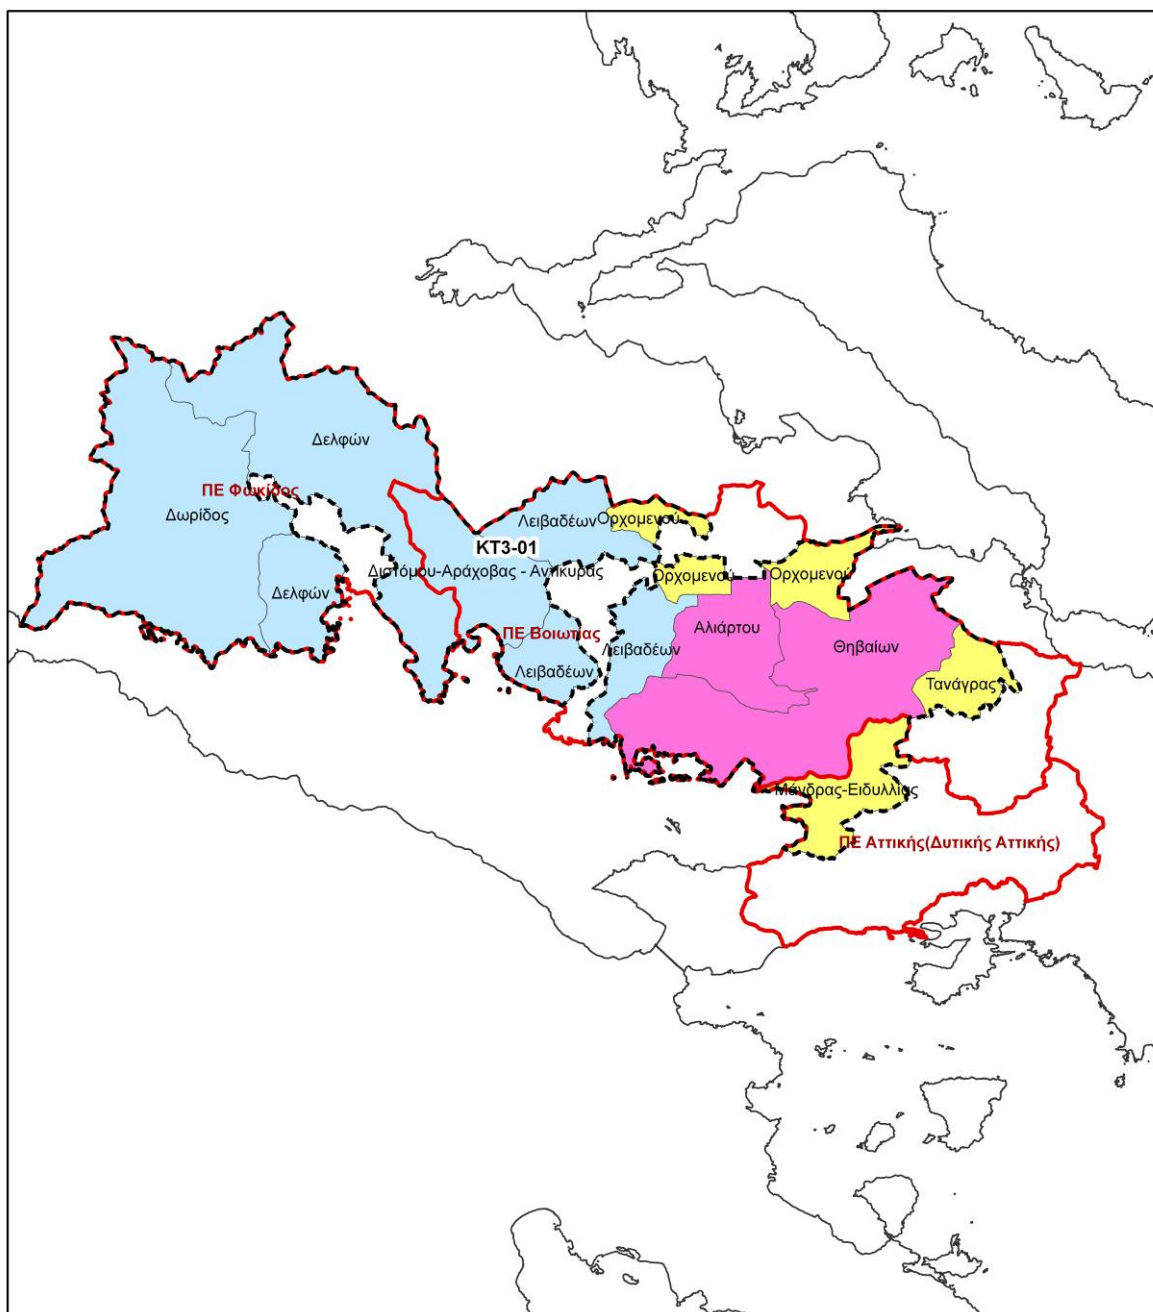 Δελφών
ΠΕ Φωκίδος
Δωρίδος
Λειβαδέων
Ορχομενού
ΚΤ3-01
Διστόμου-Αράχοβας - Αντίκυρας
Ορχομενού
Ορχομενού
Δελφών
Αλιάρτου
Θηβαίων
ΠΕ Βοιωτίας
Λειβαδέων
Λειβαδέων
Τανάγρας
Μάνδρας-Ειδυλλίας
ΠΕ Αττικής(Δυτικής Αττικής)